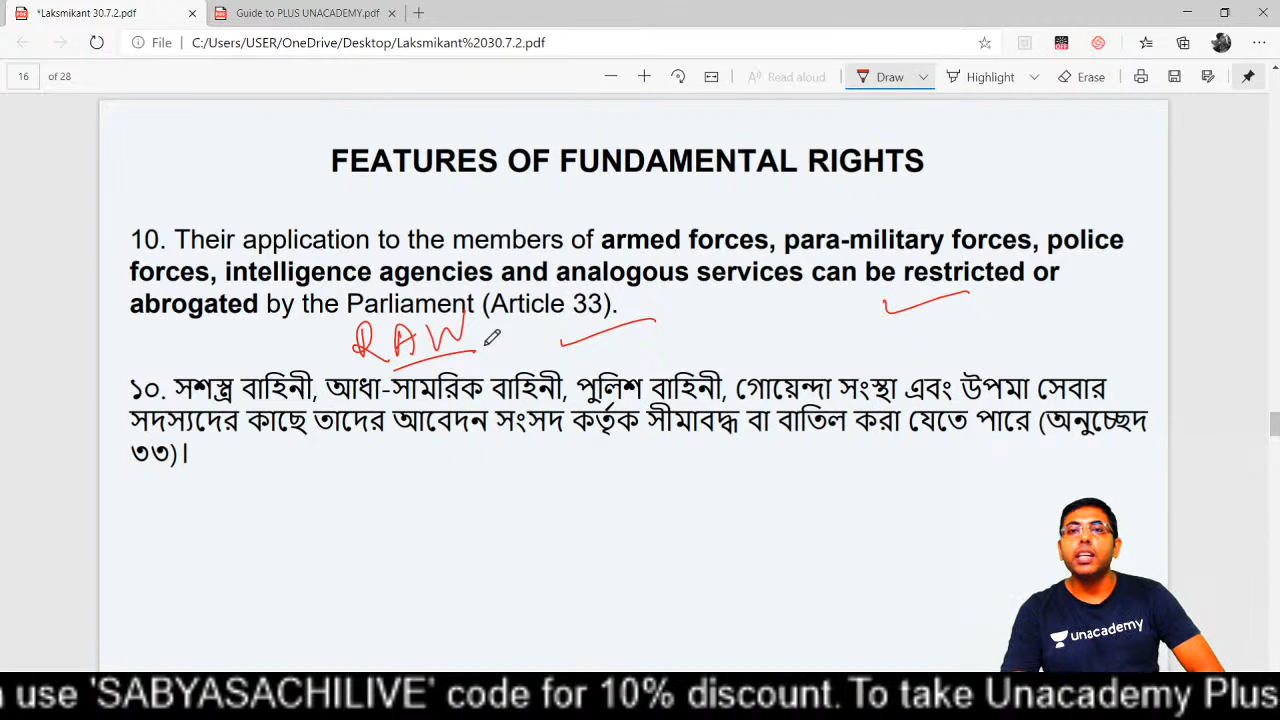 *Laksmikant 30.7.2.pdf
Guide to PLUS UNACADEMY.pdf
File C:/Users/USER/OneDrive/Desktop/Laksmikant%2030.7.2.pdf
16 of 28 Read aloud Draw Highlight Erase
FEATURES OF FUNDAMENTAL RIGHTS
10. Their application to the members of armed forces, para-military forces, police
forces, intelligence agencies and analogous services can be restricted or
abrogated by the Parliament (Article 33).
RAW
১০. সশস্ত্র বাহিনী, আধা-সামরিক বাহিনী, পুলিশ বাহিনী, গোয়েন্দা সংস্থা এবং উপমা সেবার
সদস্যদের কাছে তাদের আবেদন সংসদ কর্তৃক সীমাবদ্ধ বা বাতিল করা যেতে পারে (অনুচ্ছেদ
৩৩)।
unacademy
use 'SABYASACHILIVE' code for 10% discount. To take Unacademy Plus